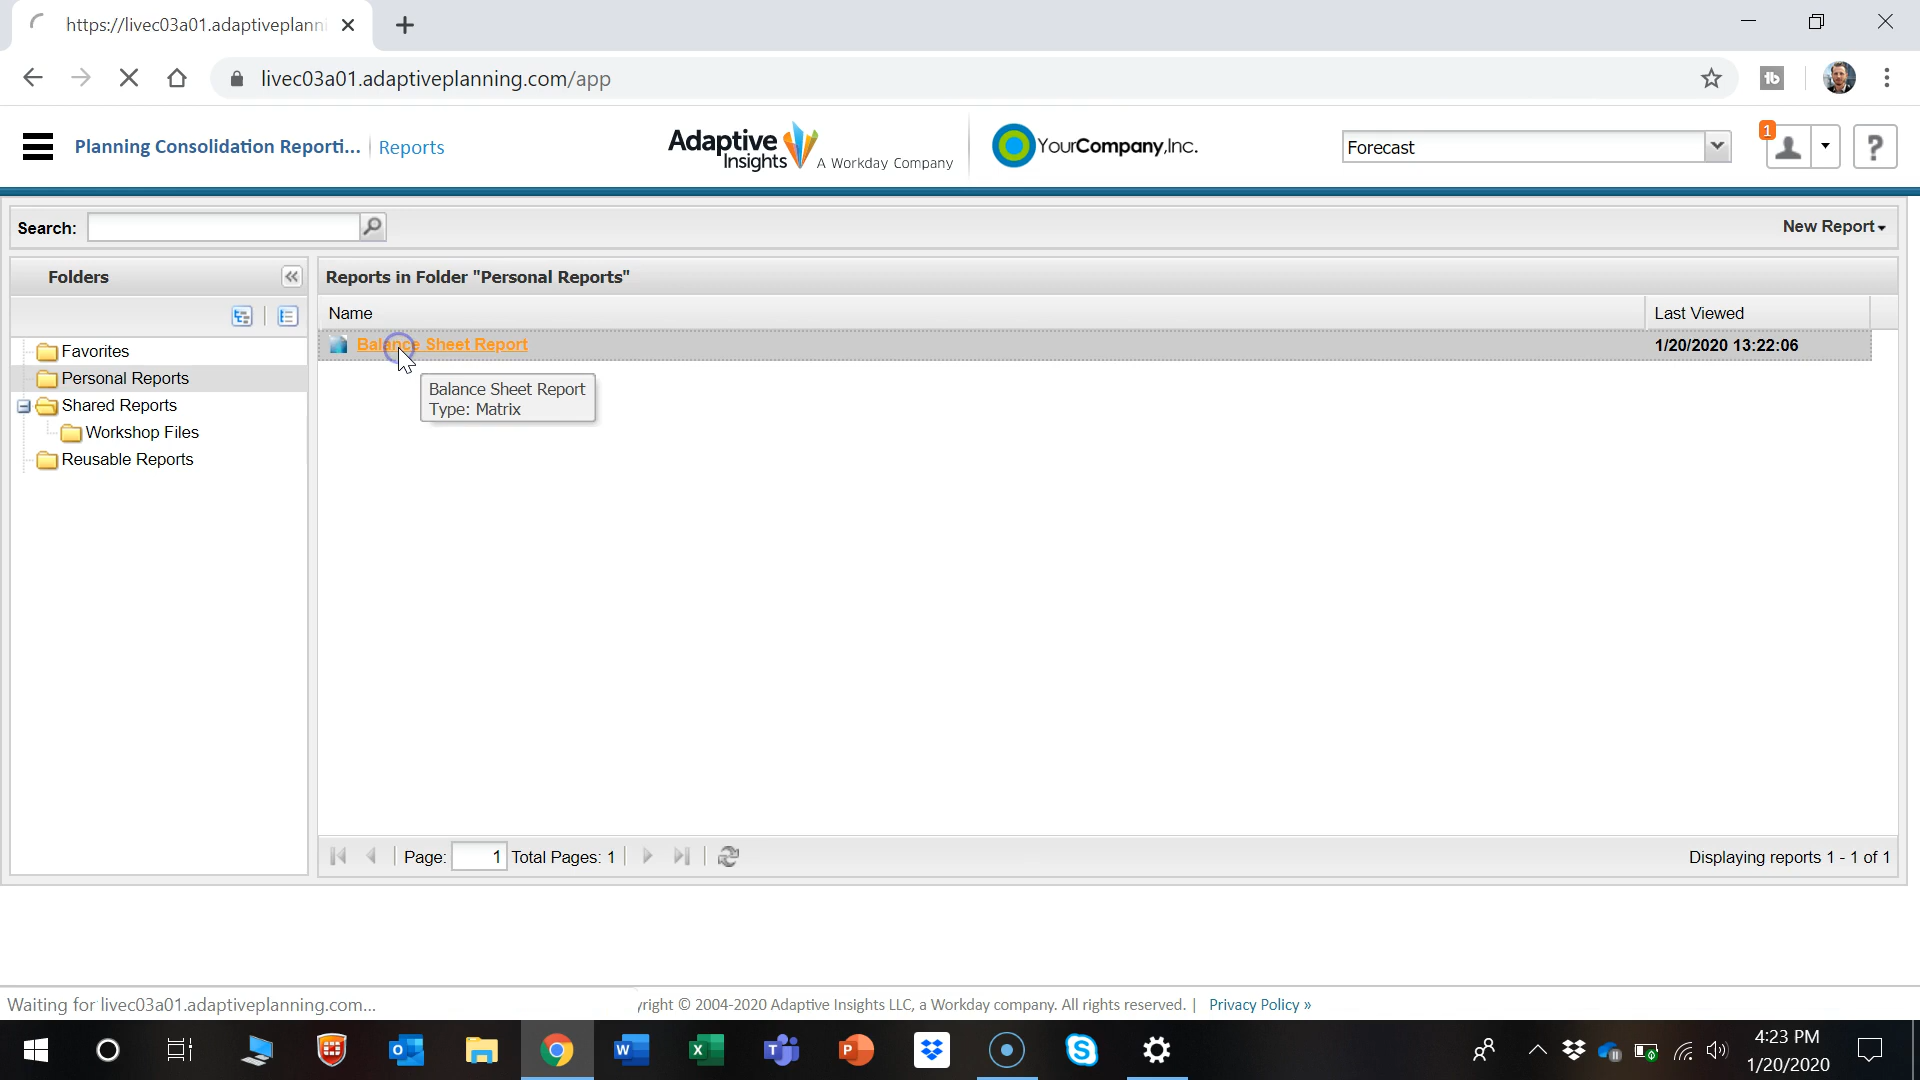 https://livec03a01.adaptiveplanni
livec03a01.adaptiveplanning.com/app
Planning Consolidation Reporti... Reports
Adaptive Insights A Workday Company
YourCompany,Inc.
Forecast
1
?
Search:
New Report
Folders
Reports in Folder "Personal Reports"
Name
Last Viewed
Balance Sheet Report
1/20/2020 13:22:06
Balance Sheet Report
Type: Matrix
Favorites
Personal Reports
Shared Reports
Workshop Files
Reusable Reports
Page: 1 Total Pages: 1
Displaying reports 1 - 1 of 1
Waiting for livec03a01.adaptiveplanning.com...
yright © 2004-2020 Adaptive Insights LLC, a Workday company. All rights reserved. | Privacy Policy »
4:23 PM
1/20/2020